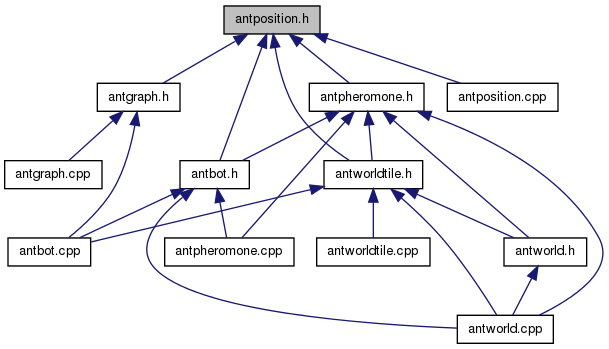 antposition.h
antgraph.h
antpheromone.h
antposition.cpp
antgraph.cpp
antbot.h
antworldtile.h
antbot.cpp
antpheromone.cpp
antworldtile.cpp
antworld.h
antworld.cpp